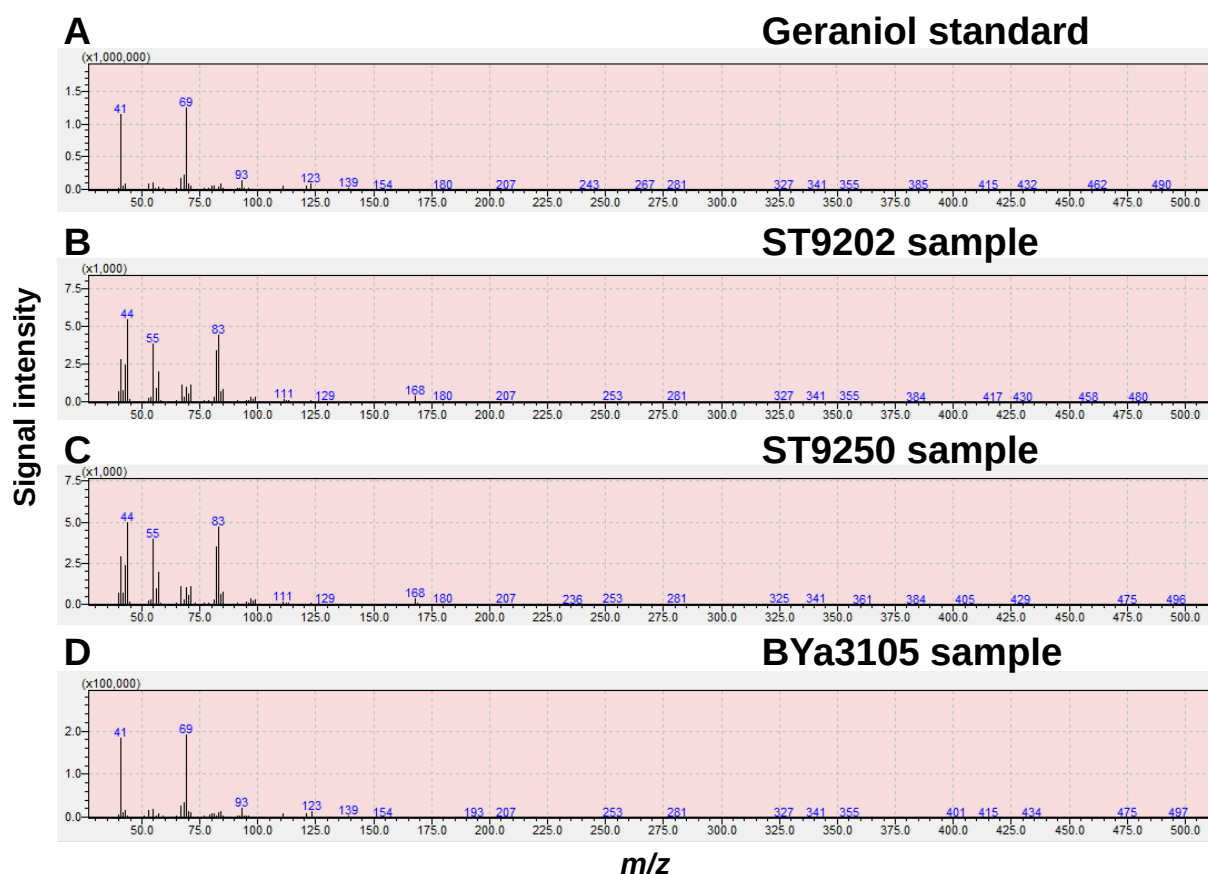 A Geraniol standard
(x1,000,000)
1.5
1.0
0.5
0.0
41 69 93 123 139 154 180 207 243 267 281 327 341 355 385 415 432 462 490
50.0 75.0 100.0 125.0 150.0 175.0 200.0 225.0 250.0 275.0 300.0 325.0 350.0 375.0 400.0 425.0 450.0 475.0 500.0
B ST9202 sample
(x1,000)
7.5
5.0
2.5
0.0
44 55 83 111 129 168 180 207 253 281 327 341 355 384 417 430 458 480
50.0 75.0 100.0 125.0 150.0 175.0 200.0 225.0 250.0 275.0 300.0 325.0 350.0 375.0 400.0 425.0 450.0 475.0 500.0
Signal intensity
C ST9250 sample
(x1,000)
7.5
5.0
2.5
0.0
44 55 83 111 129 168 180 207 236 253 281 325 341 361 384 405 429 475 496
50.0 75.0 100.0 125.0 150.0 175.0 200.0 225.0 250.0 275.0 300.0 325.0 350.0 375.0 400.0 425.0 450.0 475.0 500.0
D BYa3105 sample
(x100,000)
2.0
1.0
0.0
41 69 93 123 139 154 193 207 253 281 327 341 355 401 415 434 475 497
50.0 75.0 100.0 125.0 150.0 175.0 200.0 225.0 250.0 275.0 300.0 325.0 350.0 375.0 400.0 425.0 450.0 475.0 500.0
m/z